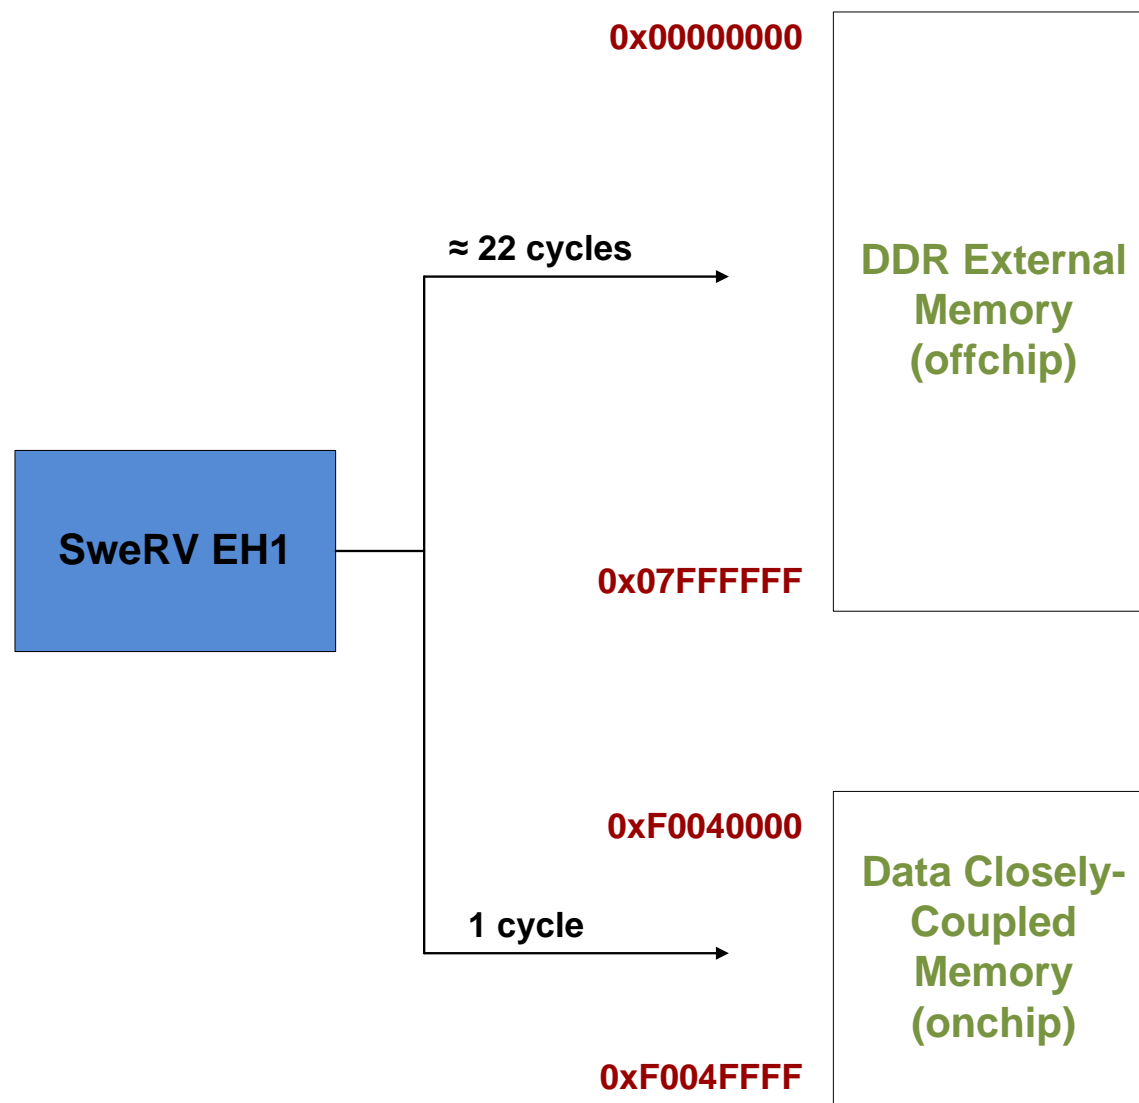 0x00000000
≈ 22 cycles
DDR External
Memory
(offchip)
SweRV EH1
0x07FFFFFF
0xF0040000
Data Closely-
Coupled
Memory
(onchip)
1 cycle
0xF004FFFF